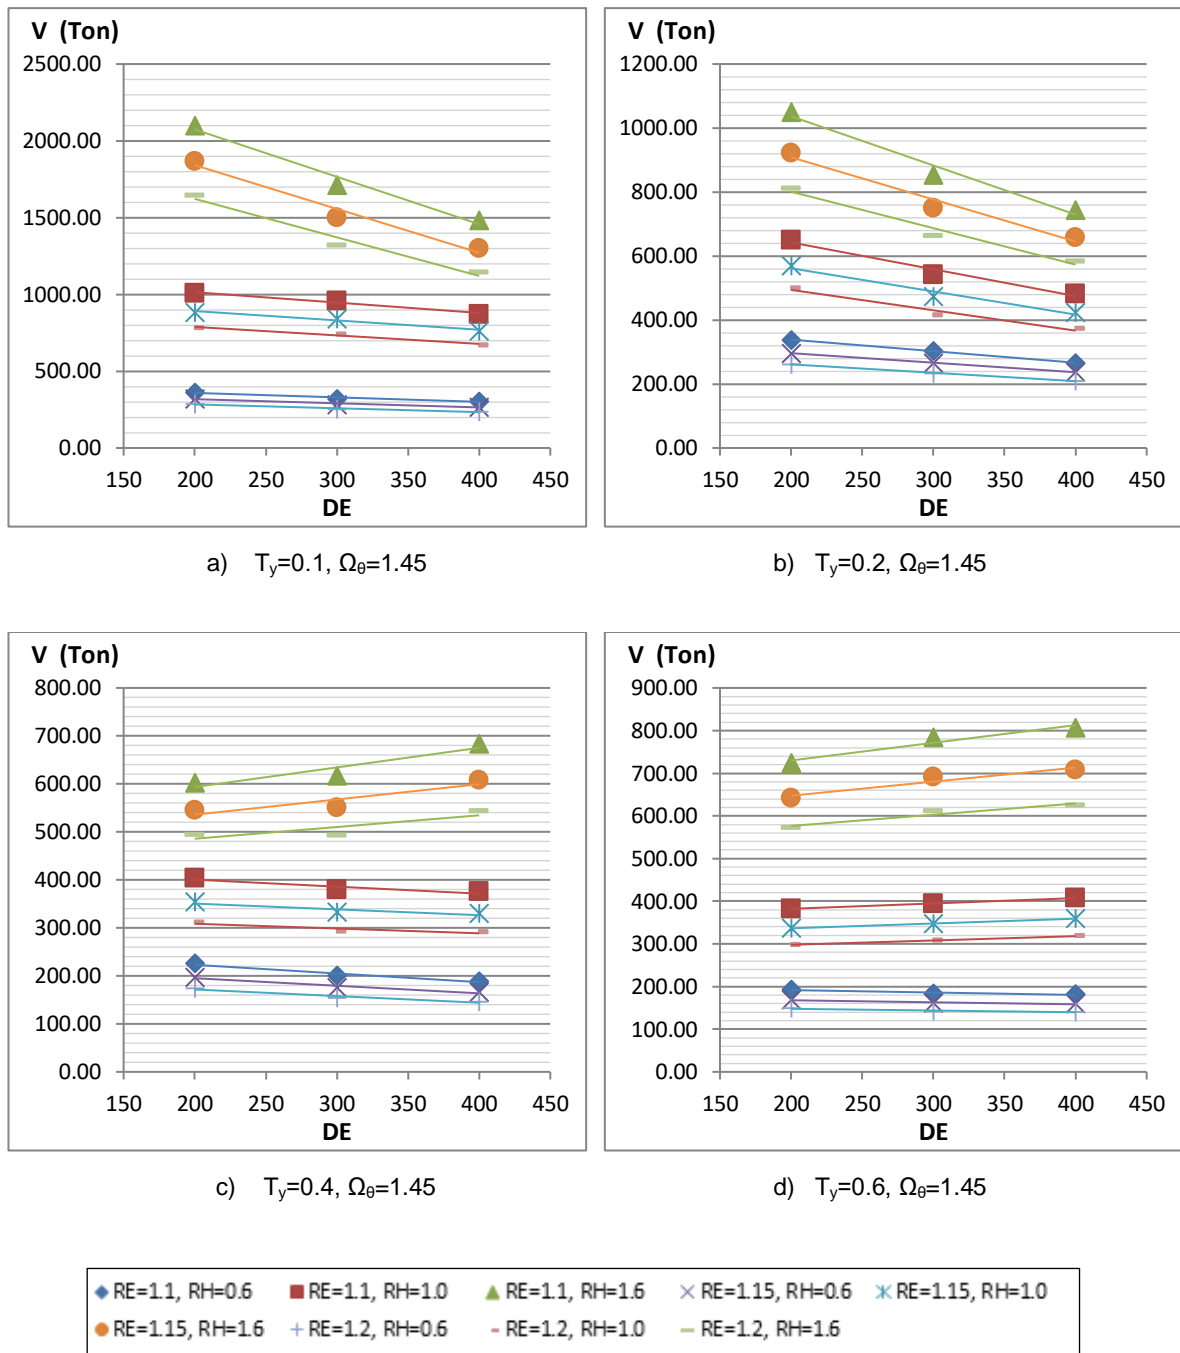 V (Ton)
2500.00
2000.00
1500.00
1000.00
500.00
0.00
150 200 250 300 350 400 450
DE
a) Ty=0.1, Ωθ=1.45
V (Ton)
1200.00
1000.00
800.00
600.00
400.00
200.00
0.00
150 200 250 300 350 400 450
DE
b) Ty=0.2, Ωθ=1.45
V (Ton)
800.00
700.00
600.00
500.00
400.00
300.00
200.00
100.00
0.00
150 200 250 300 350 400 450
DE
c) Ty=0.4, Ωθ=1.45
V (Ton)
900.00
800.00
700.00
600.00
500.00
400.00
300.00
200.00
100.00
0.00
150 200 250 300 350 400 450
DE
d) Ty=0.6, Ωθ=1.45
RE=1.1, RH=0.6 RE=1.1, RH=1.0 RE=1.1, RH=1.6 RE=1.15, RH=0.6 RE=1.15, RH=1.0
RE=1.15, RH=1.6 RE=1.2, RH=0.6 RE=1.2, RH=1.0 RE=1.2, RH=1.6